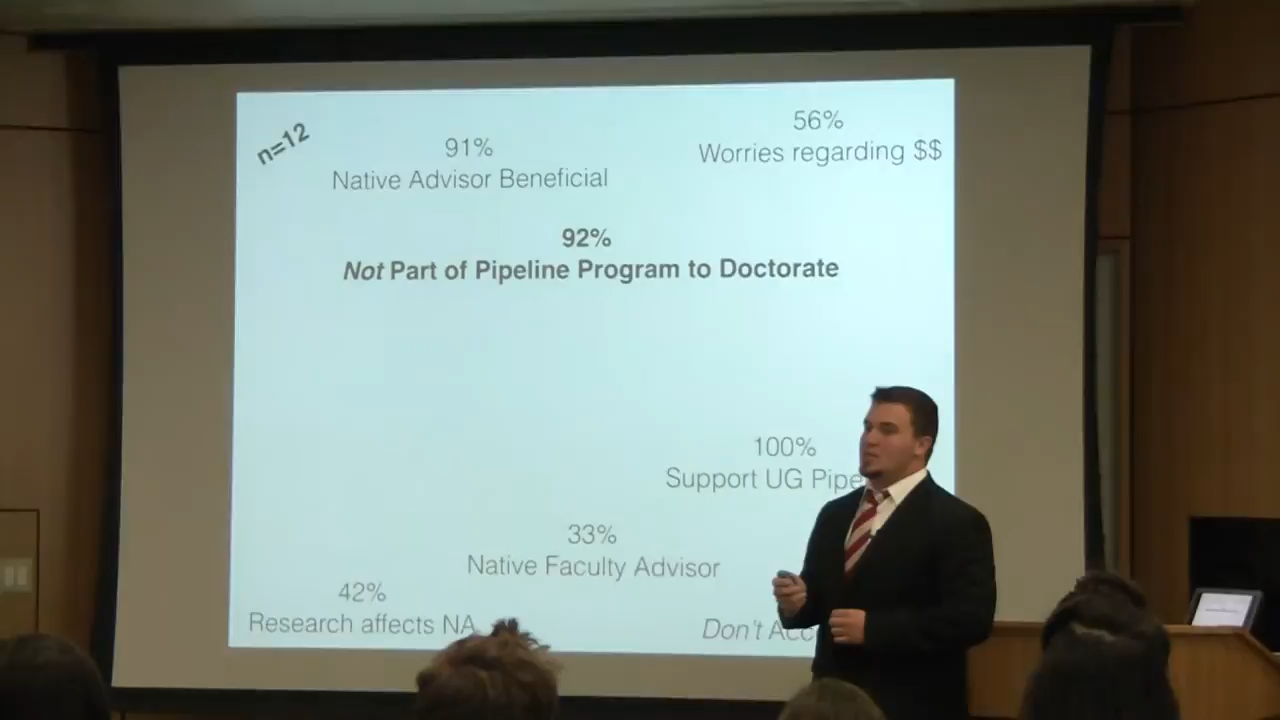 n=12
91%
Native Advisor Beneficial
56%
Worries regarding $$
92%
Not Part of Pipeline Program to Doctorate
100%
Support UG Pipe
33%
Native Faculty Advisor
42%
Research affects NA
Don't Acc